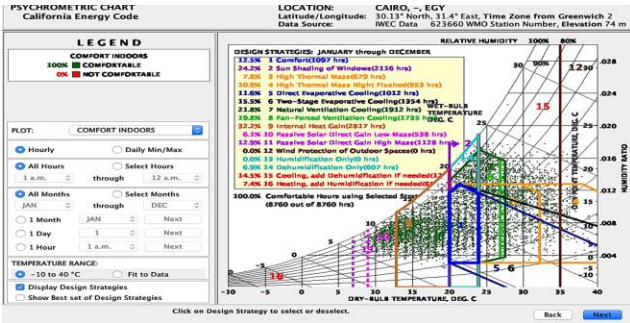 PSYCHROMETRIC CHART
California Energy Code
LOCATION: CAIRO, -, EGY
Latitude/Longitude: 30.13° North, 31.4° East, Time Zone from Greenwich 2
Data Source: IWEC Data 623660 WMO Station Number, Elevation 74 m
LEGEND
COMFORT INDOORS
100% COMFORTABLE
0% NOT COMFORTABLE
PLOT: COMFORT INDOORS
Hourly Daily Min/Max
All Hours Select Hours
1 a.m. through 12 a.m.
All Months Select Months
JAN through DEC
1 Month JAN Next
1 Day 1 Next
1 Hour 1 a.m. Next
TEMPERATURE RANGE:
-10 to 40 °C Fit to Data
Display Design Strategies
Show Best set of Design Strategies
RELATIVE HUMIDITY 100% 80%
DESIGN STRATEGIES: JANUARY through DECEMBER
12.5% 1 Comfort(1097 hrs)
24.2% 2 Sun Shading of Windows(2116 hrs)
7.8% 3 High Thermal Mass(679 hrs)
10.9% 4 High Thermal Mass Night Flushed(953 hrs)
11.6% 5 Direct Evaporative Cooling(1012 hrs)
15.5% 6 Two-Stage Evaporative Cooling(1354 hrs)
21.8% 7 Natural Ventilation Cooling(1912 hrs)
19.8% 8 Fan-Forced Ventilation Cooling(1735
32.2% 9 Internal Heat Gain(2817 hrs)
6.1% 10 Passive Solar Direct Gain Low Mass(538 hrs)
12.9% 11 Passive Solar Direct Gain High Mass(1128 hrs)
0.0% 12 Wind Protection of Outdoor Spaces(0 hrs)
0.0% 13 Humidification Only(0 hrs)
6.9% 14 Dehumidification Only(607 hrs)
14.5% 15 Cooling, add Dehumidification if needed(12
7.4% 16 Heating, add Humidification if needed(6
100.0% Comfortable Hours using Selected
(8760 out of 8760 hrs)
WET-BULB
TEMPERATURE
DEG. C
DEW POINT TEMPERATURE, DEG. C
HUMIDITY RATIO
.028
.024
.020
.016
.012
.008
.004
-10 -5 0 5 10 15 20 25 30 35 40
DRY-BULB TEMPERATURE, DEG. C
Click on Design Strategy to select or deselect.
Back Next